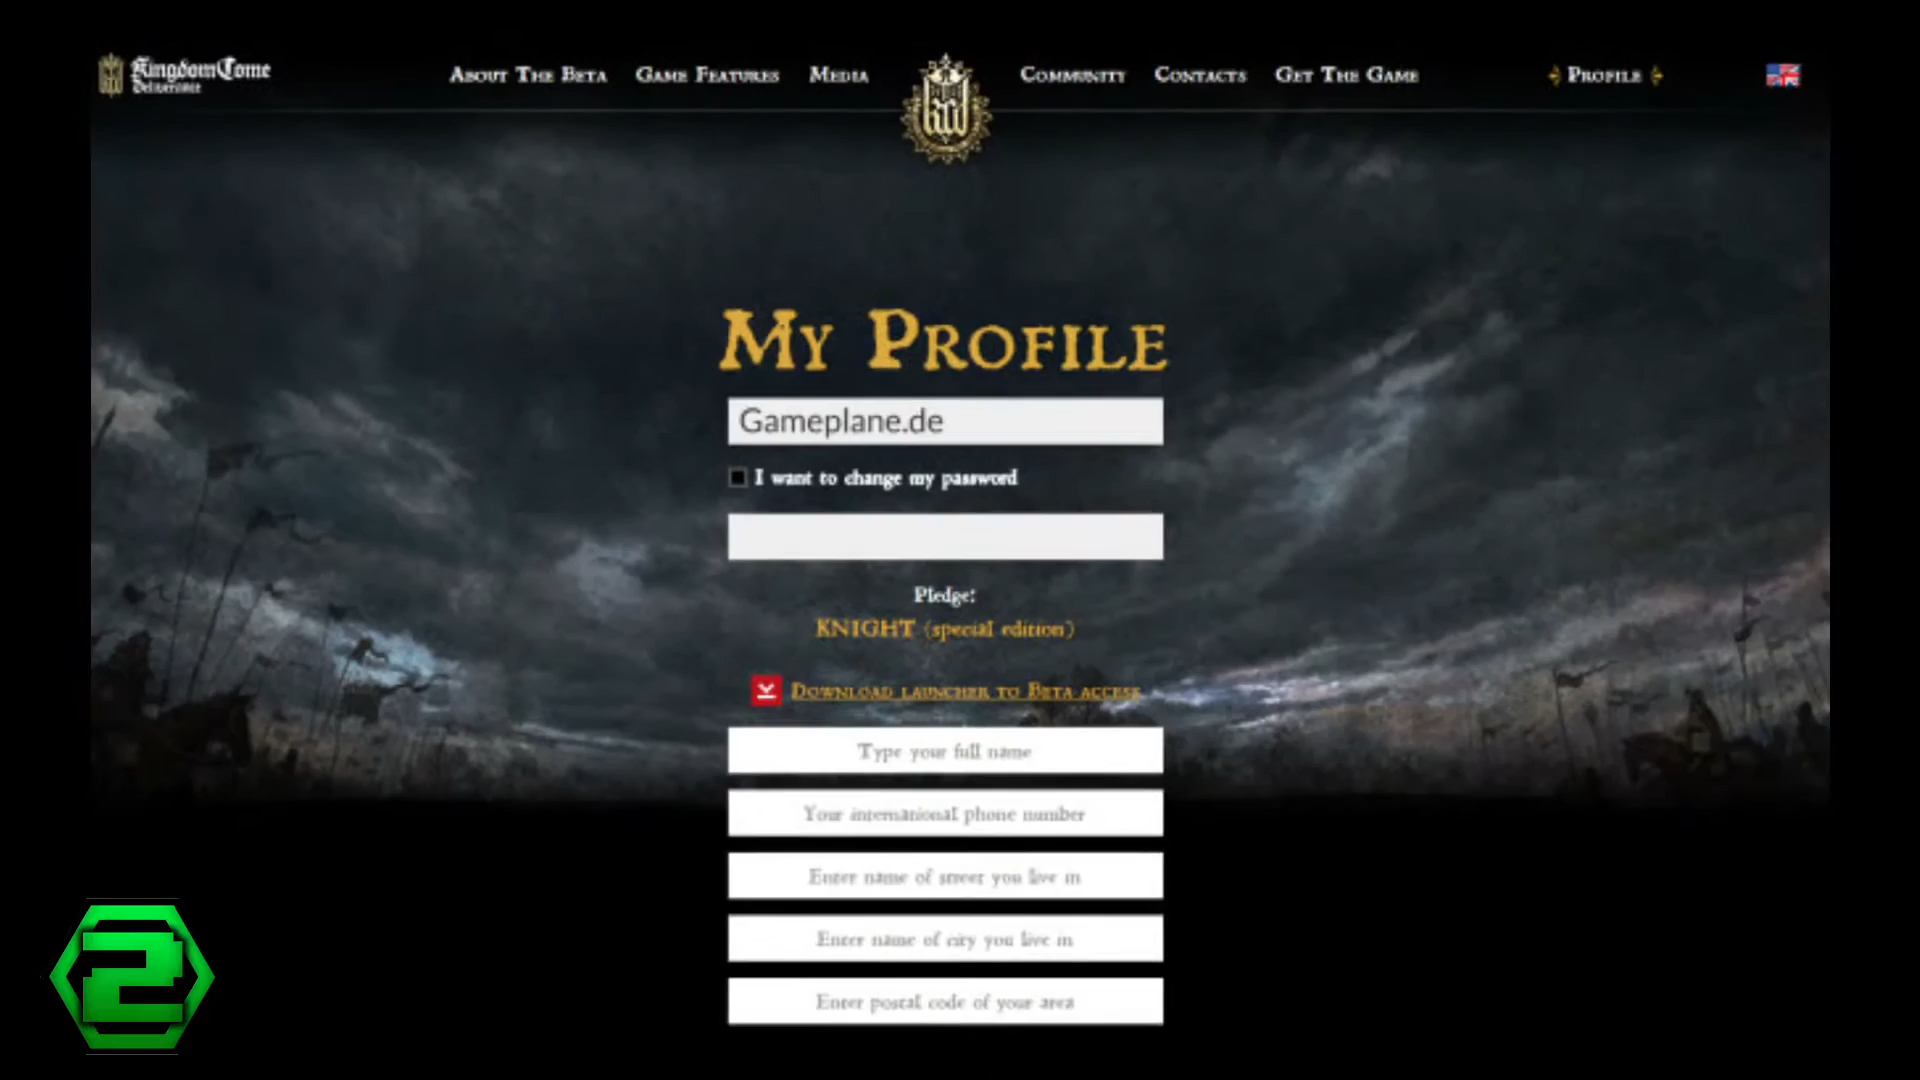 Kingdom Come
Deliverance
About The Beta
Game Features
Media
Community
Contacts
Get The Game
Profile
My Profile
Gameplane.de
I want to change my password
Pledge:
KNIGHT (special edition)
Download launcher to Beta access
Type your full name
Your international phone number
Enter name of street you live in
Enter name of city you live in
Enter postal code of your area
2